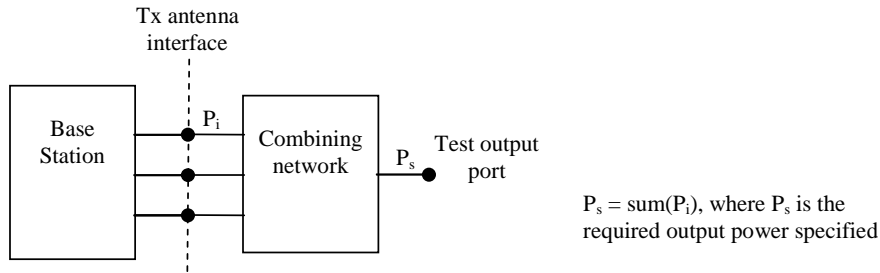 Tx antenna
interface
Base
Station
Pi
Combining
network
Ps
Test output
port
Ps = sum(Pi), where Ps is the
required output power specified